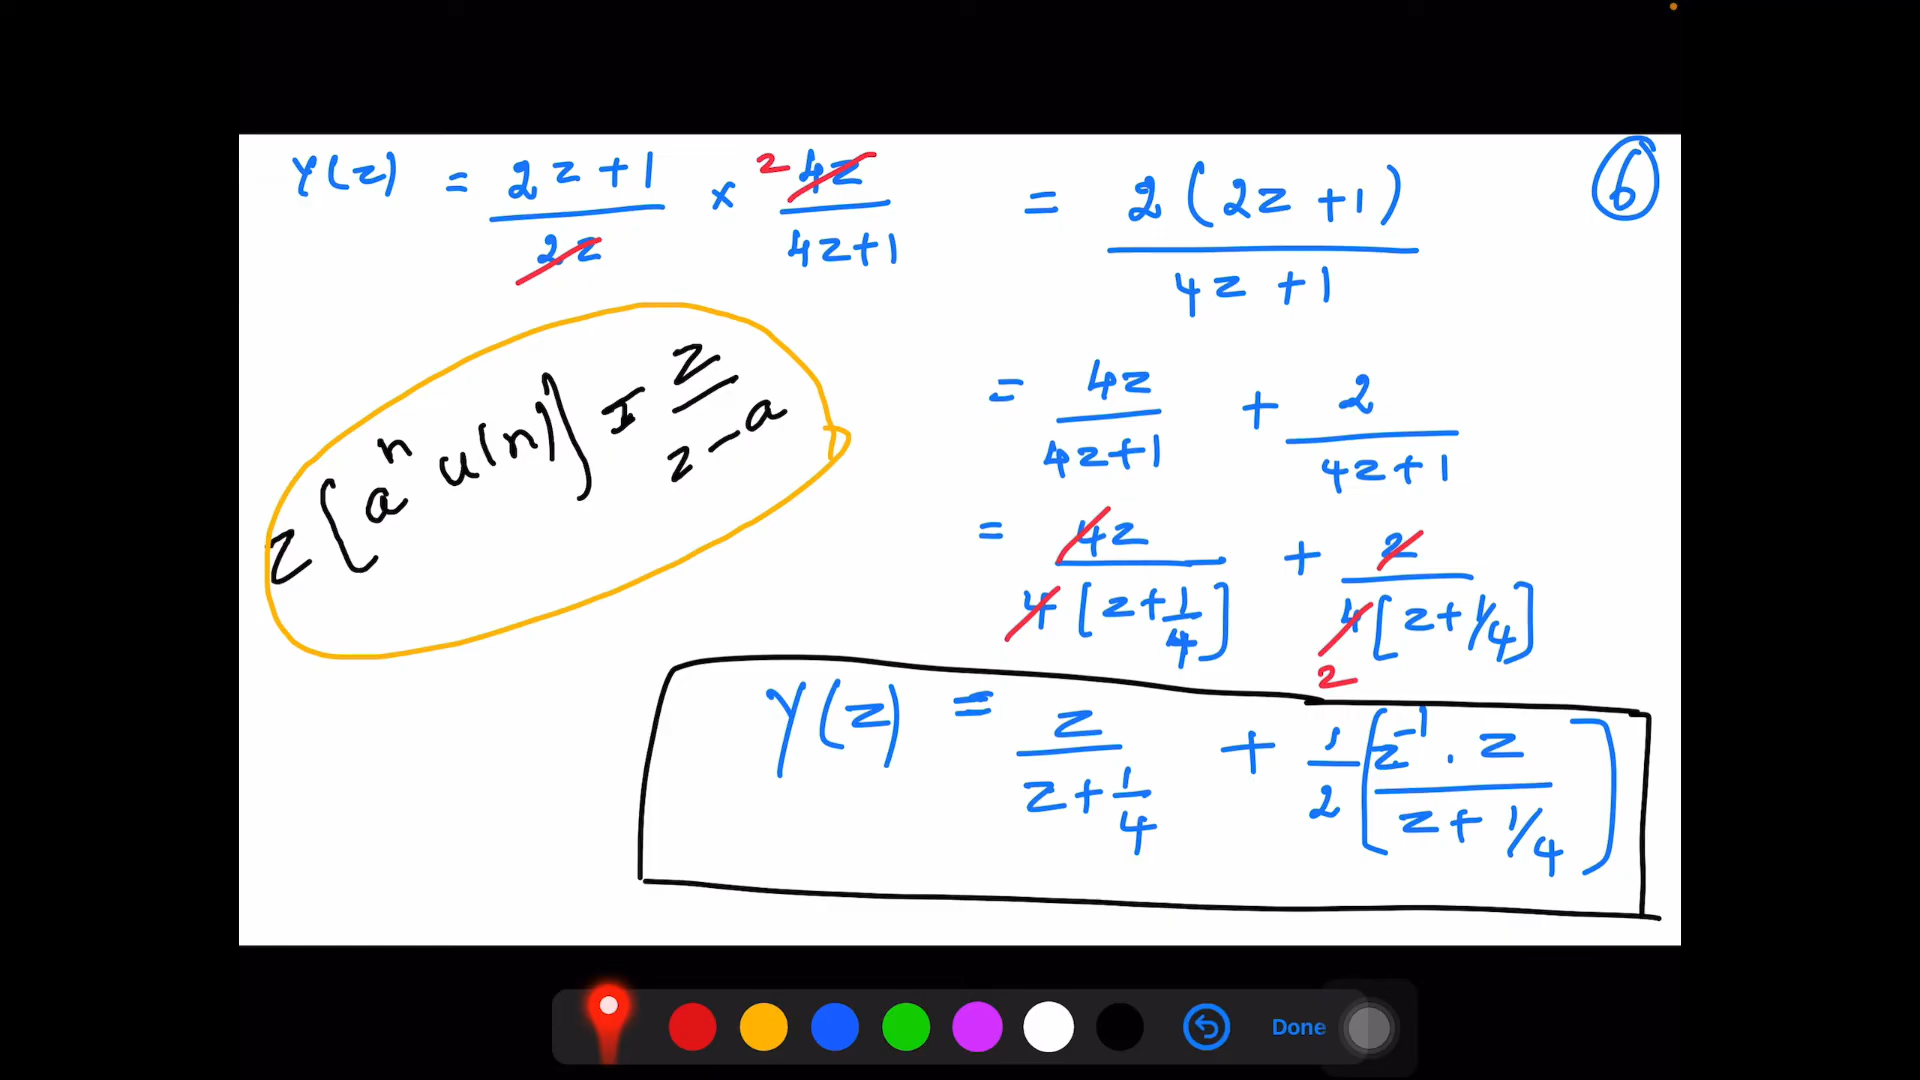 Y(z) = 2z+1/2z × 2 4z/4z+1 = 2(2z+1)/4z+1
6
Z{aⁿ u(n)} = z/z-a
= 4z/4z+1 + 2/4z+1
= 4z/4[z+1/4] + 2/4[z+1/4]
2
Y(z) = z/z+1/4 + 1/2[z⁻¹ . z/z+1/4]
Done